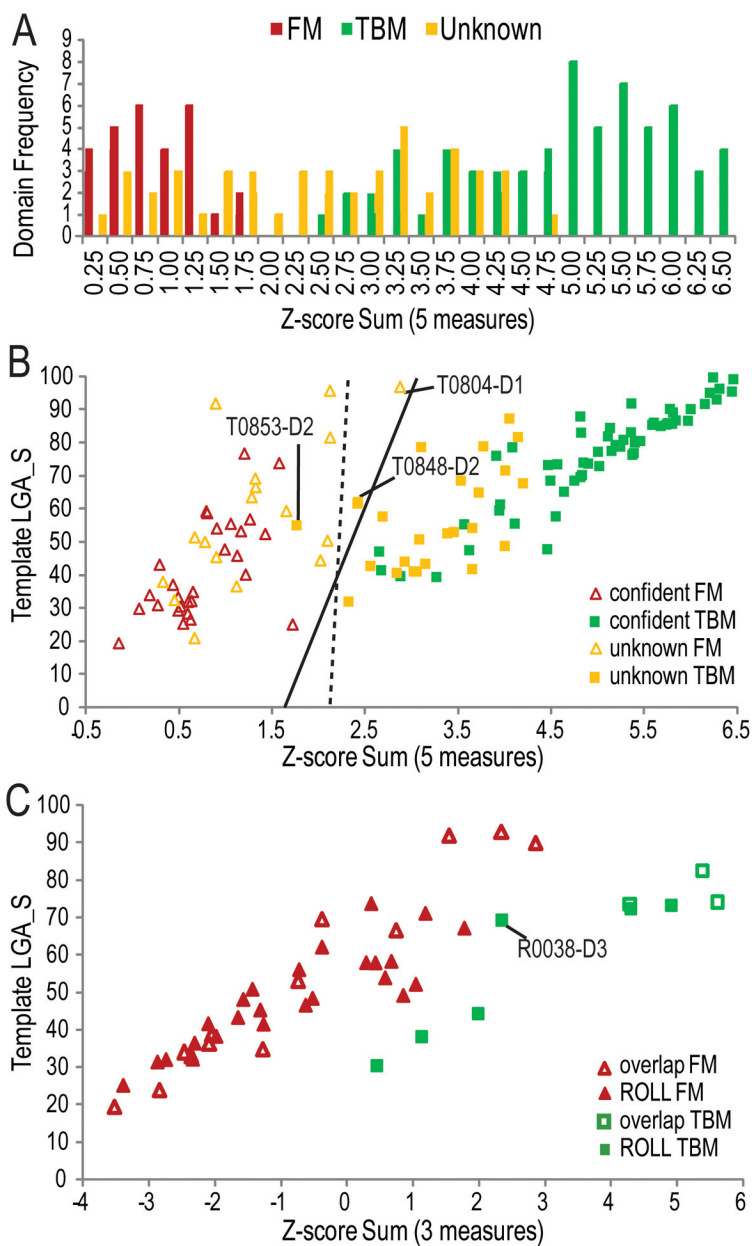 A
FM TBM Unknown
Domain Frequency
9
8
7
6
5
4
3
2
1
0
0.25 0.50 0.75 1.00 1.25 1.50 1.75 2.00 2.25 2.50 2.75 3.00 3.25 3.50 3.75 4.00 4.25 4.50 4.75 5.00 5.25 5.50 5.75 6.00 6.25 6.50
Z-score Sum (5 measures)
B
Template LGA_S
100
90
80
70
60
50
40
30
20
10
0
T0804-D1
T0853-D2
T0848-D2
confident FM
confident TBM
unknown FM
unknown TBM
-0.5 0.5 1.5 2.5 3.5 4.5 5.5 6.5
Z-score Sum (5 measures)
C
Template LGA_S
100
90
80
70
60
50
40
30
20
10
0
R0038-D3
overlap FM
ROLL FM
overlap TBM
ROLL TBM
-4 -3 -2 -1 0 1 2 3 4 5 6
Z-score Sum (3 measures)